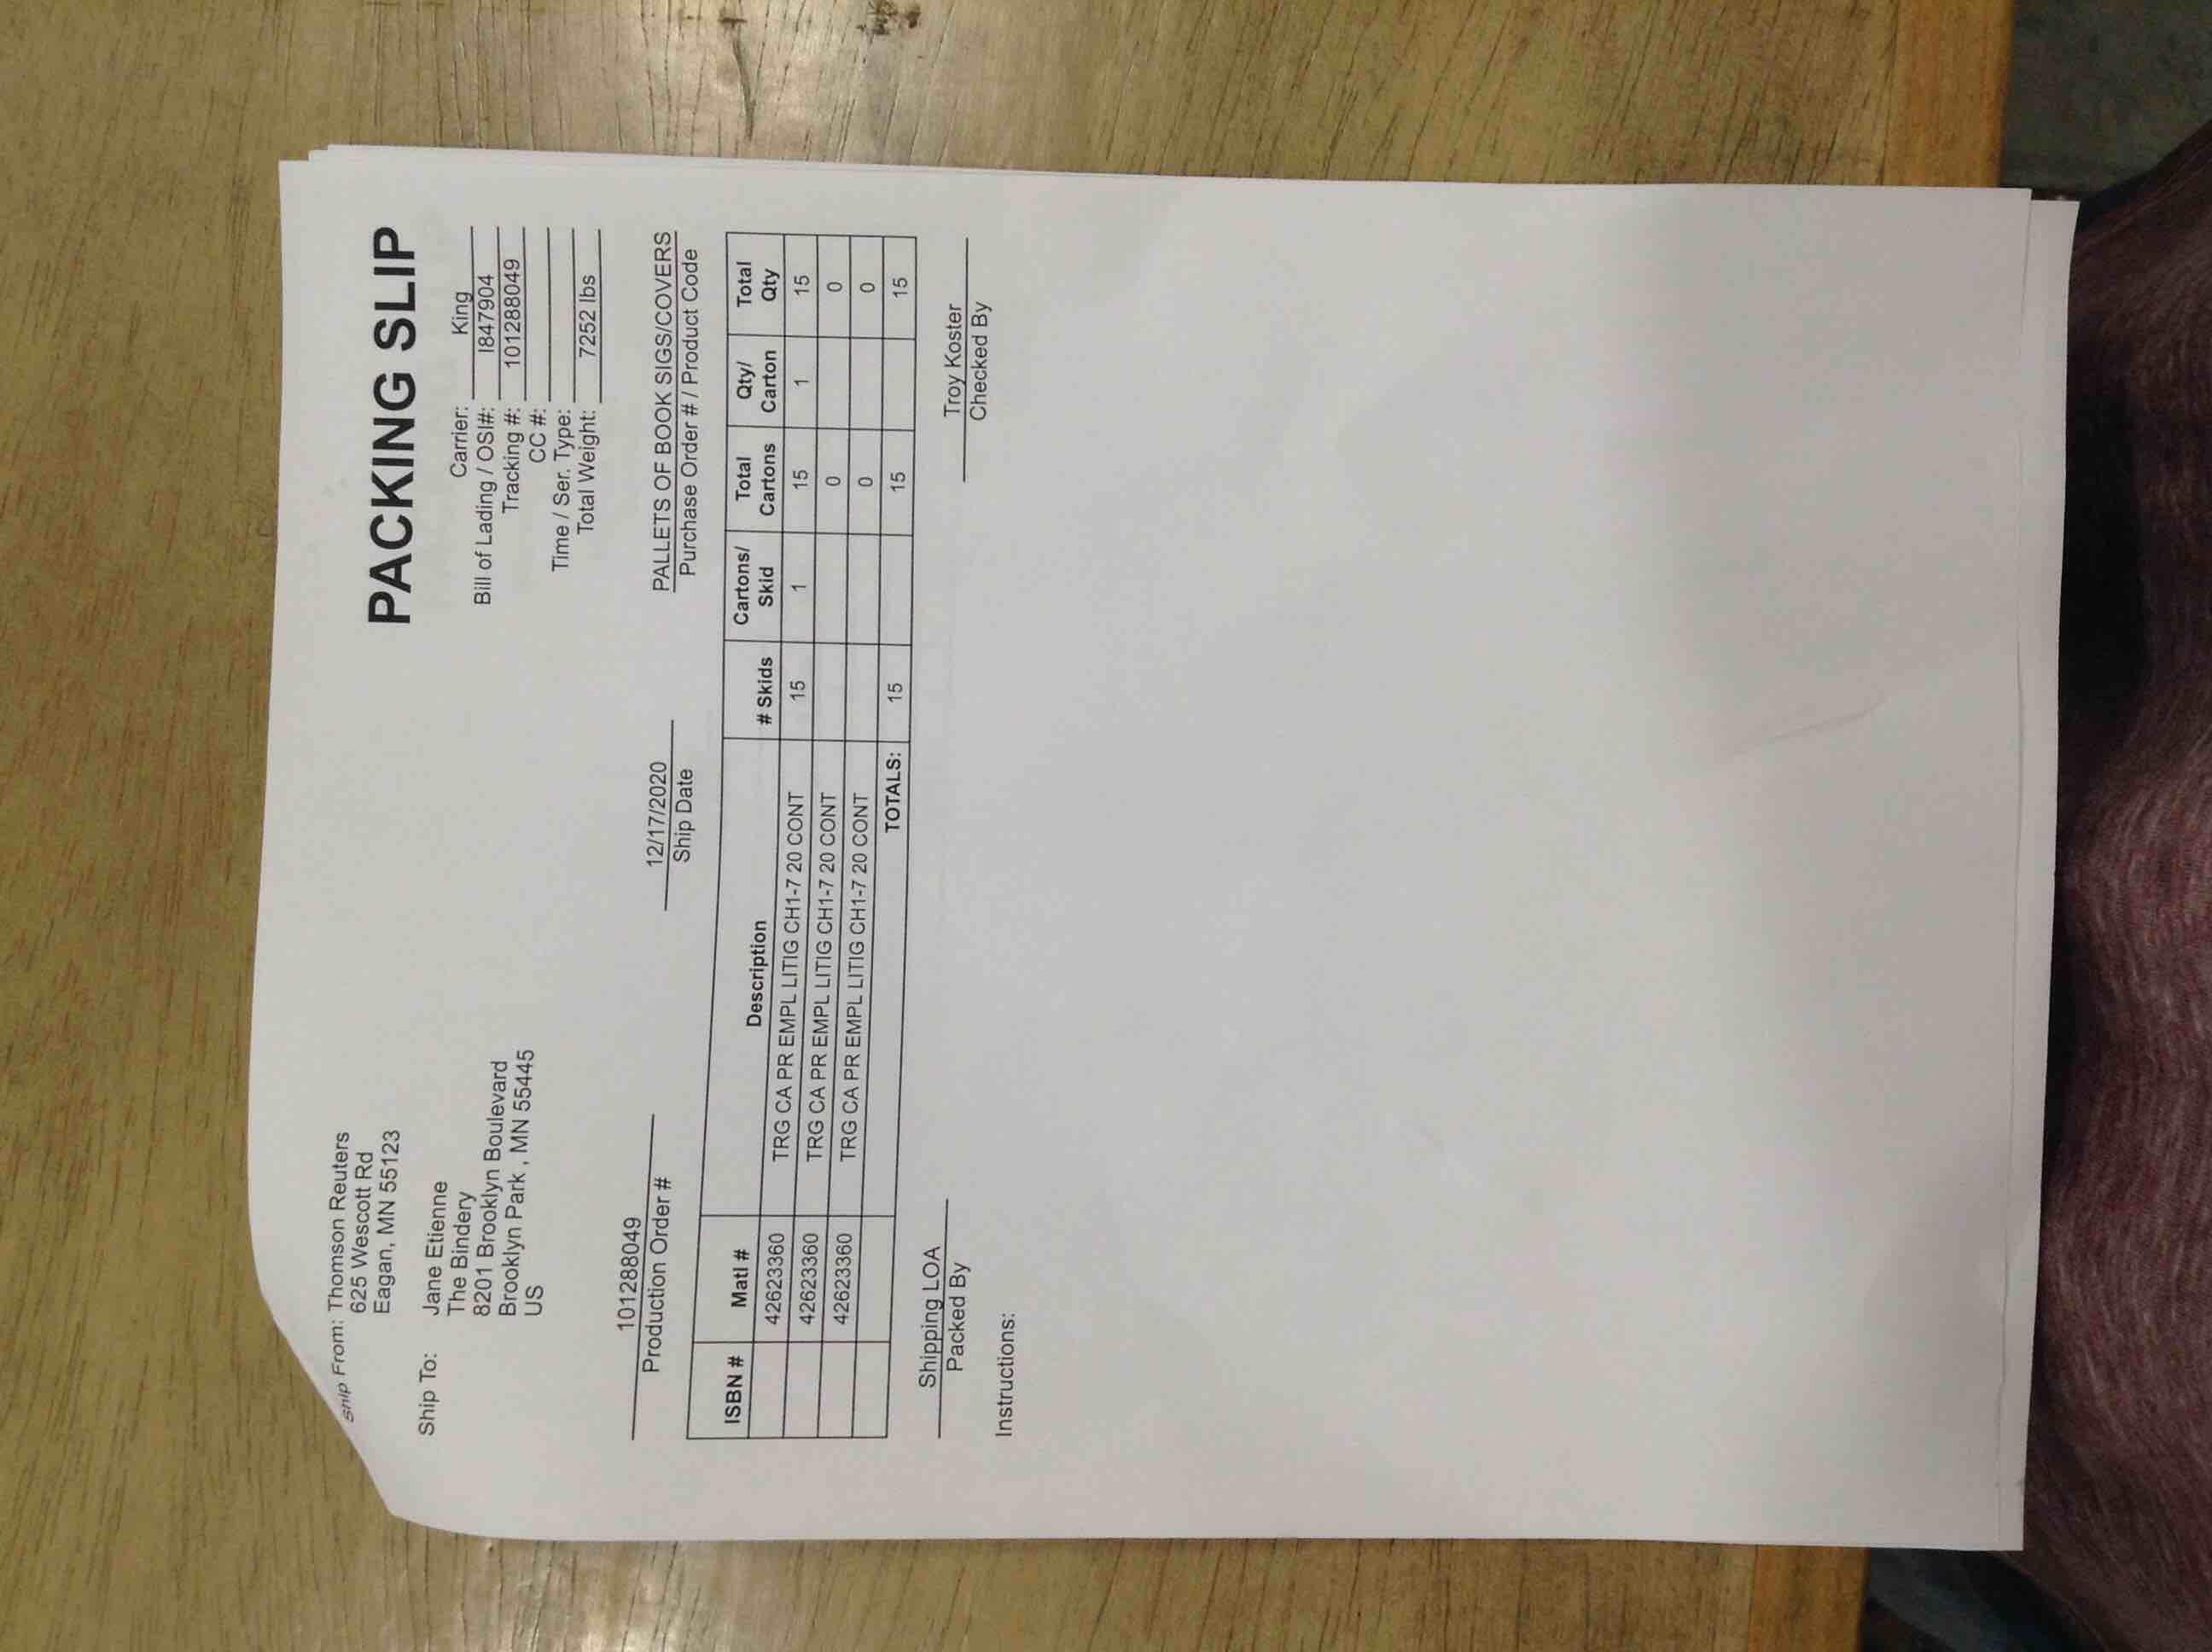 PACKING SLIP
Ship From: Thomson Reuters
625 Wescott Rd
Eagan, MN 55123
Ship To: Jane Etienne
The Bindery
8201 Brooklyn Boulevard
Brooklyn Park , MN 55445
US
Carrier: King
Bill of Lading / OSI#: I847904
Tracking #: 101288049
CC #:
Time / Ser. Type:
Total Weight: 7252 lbs
101288049 12/17/2020 PALLETS OF BOOK SIGS/COVERS
Production Order # Ship Date Purchase Order # / Product Code
ISBN # Matl # Description # Skids Cartons/ Skid Total Cartons Qty/ Carton Total Qty
42623360 TRG CA PR EMPL LITIG CH1-7 20 CONT 15 1 15 1 15
42623360 TRG CA PR EMPL LITIG CH1-7 20 CONT 0 0
42623360 TRG CA PR EMPL LITIG CH1-7 20 CONT 0 0
TOTALS: 15 15 15
Shipping LOA Troy Koster
Packed By Checked By
Instructions: